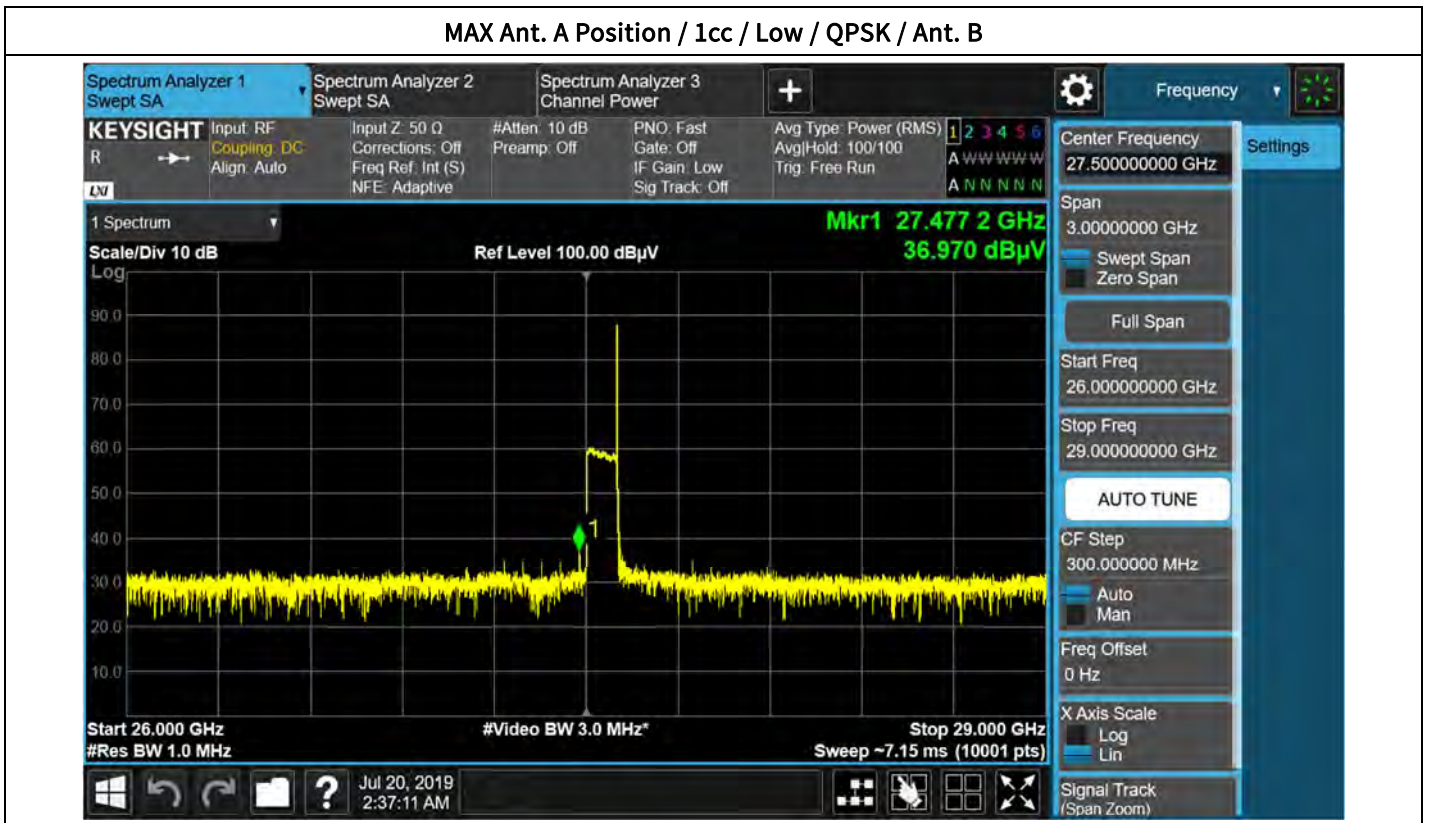 MAX Ant. A Position / 1cc / Low / QPSK / Ant. B
Spectrum Analyzer 1
Swept SA
Spectrum Analyzer 2
Swept SA
Spectrum Analyzer 3
Channel Power
Frequency
KEYSIGHT
R
LXI
Input: RF
Coupling: DC
Align: Auto
Input Z: 50 Ω
Corrections: Off
Freq Ref: Int (S)
NFE: Adaptive
#Atten: 10 dB
Preamp: Off
PNO: Fast
Gate: Off
IF Gain: Low
Sig Track: Off
Avg Type: Power (RMS)
Avg|Hold: 100/100
Trig: Free Run
1 2 3 4 5 6
A W W W W W
A N N N N N
1 Spectrum
Scale/Div 10 dB
Ref Level 100.00 dBµV
Mkr1 27.477 2 GHz
36.970 dBµV
Log
90.0
80.0
70.0
60.0
50.0
40.0
30.0
20.0
10.0
1
Start 26.000 GHz
#Res BW 1.0 MHz
#Video BW 3.0 MHz*
Stop 29.000 GHz
Sweep ~7.15 ms (10001 pts)
Center Frequency
27.500000000 GHz
Settings
Span
3.00000000 GHz
Swept Span
Zero Span
Full Span
Start Freq
26.000000000 GHz
Stop Freq
29.000000000 GHz
AUTO TUNE
CF Step
300.000000 MHz
Auto
Man
Freq Offset
0 Hz
X Axis Scale
Log
Lin
Signal Track
(Span Zoom)
?
Jul 20, 2019
2:37:11 AM